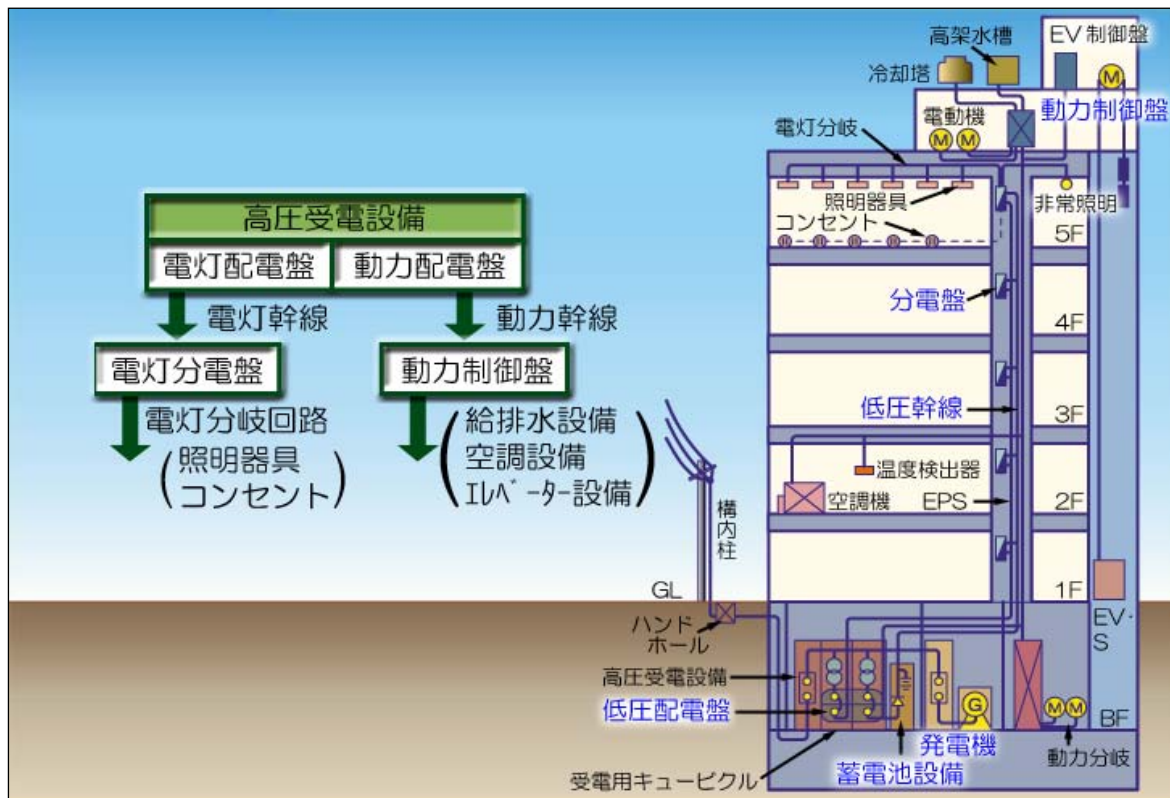 高圧受電設備
電灯配電盤
動力配電盤
電灯幹線
動力幹線
電灯分電盤
動力制御盤
電灯分岐回路
(照明器具
コンセント)
(給排水設備
空調設備
ｴﾚﾍﾞｰﾀｰ設備)
高架水槽
EV制御盤
冷却塔
M
動力制御盤
電動機
M M
電灯分岐
照明器具
非常照明
コンセント
5F
分電盤
4F
低圧幹線
3F
温度検出器
空調機
EPS
2F
構内柱
GL
1F
ハンド
ホール
EV・
S
高圧受電設備
低圧配電盤
G
M M
BF
発電機
動力分岐
蓄電池設備
受電用キュービクル